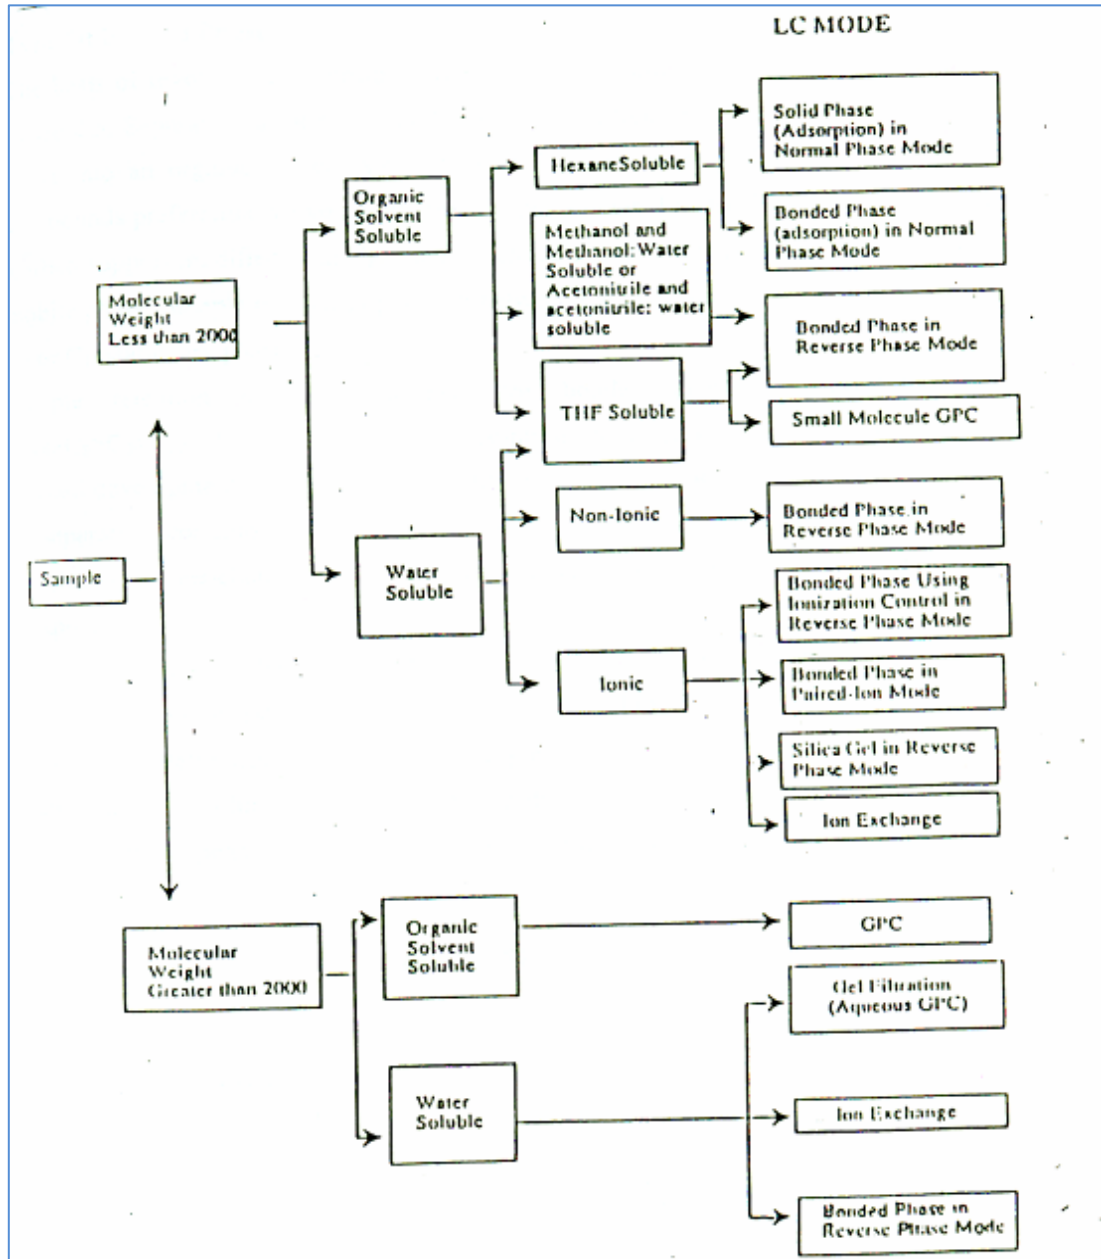 LC MODE
Solid Phase
(Adsorption) in
Normal Phase Mode
HexaneSoluble
Organic
Solvent
Soluble
Bonded Phase
(adsorption) in Normal
Phase Mode
Methanol and
Methanol: Water
Soluble or
Acetonitrile and
acetonitrile: water
soluble
Molecular
Weight
Less than 2000
Bonded Phase in
Reverse Phase Mode
THF Soluble
Small Molecule GPC
Non-Ionic
Bonded Phase in
Reverse Phase Mode
Sample
Water
Soluble
Bonded Phase Using
Ionization Control in
Reverse Phase Mode
Ionic
Bonded Phase in
Paired-Ion Mode
Silica Gel in Reverse
Phase Mode
Ion Exchange
Molecular
Weight
Greater than 2000
Organic
Solvent
Soluble
GPC
Gel Filtration
(Aqueous GPC)
Water
Soluble
Ion Exchange
Bonded Phase in
Reverse Phase Mode